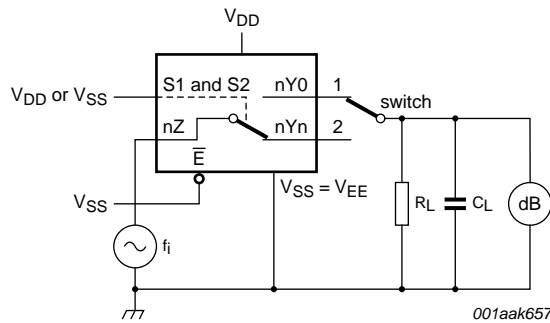 VDD
S1 and S2 nY0 1
VDD or VSS
switch
nZ nYn 2
E
VSS
VSS = VEE
RL CL dB
fi
001aak657